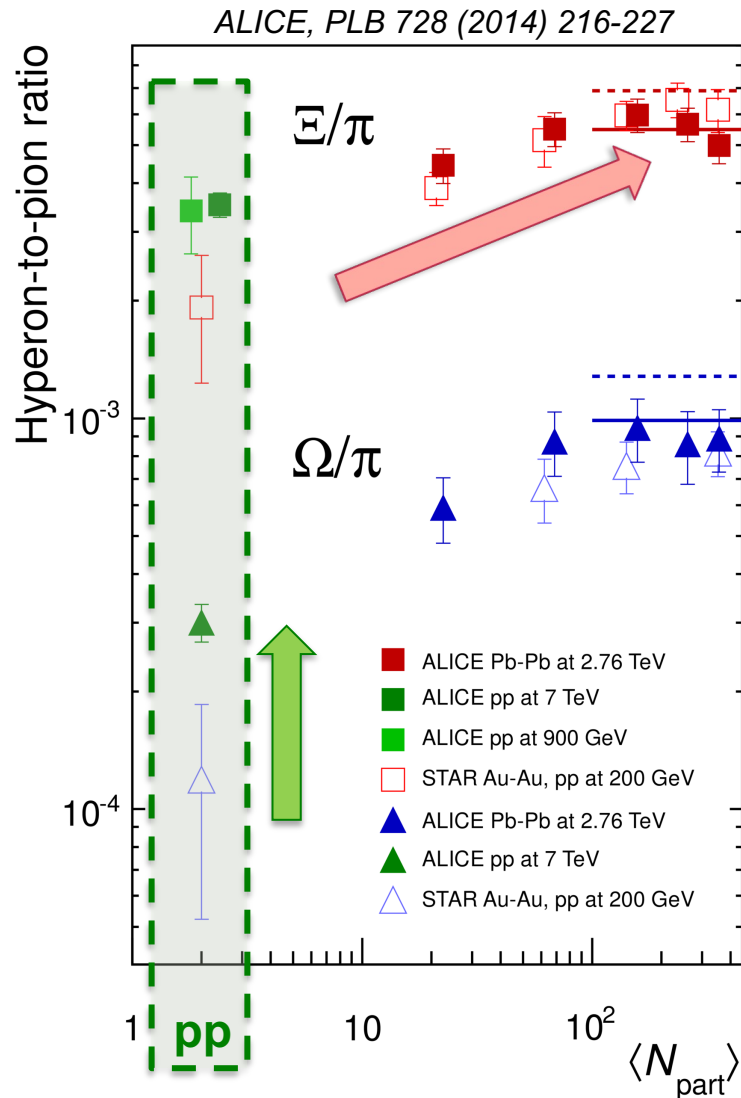 ALICE, PLB 728 (2014) 216-227
Hyperon-to-pion ratio
Ξ/π
10⁻³
Ω/π
ALICE Pb-Pb at 2.76 TeV
ALICE pp at 7 TeV
ALICE pp at 900 GeV
STAR Au-Au, pp at 200 GeV
10⁻⁴
ALICE Pb-Pb at 2.76 TeV
ALICE pp at 7 TeV
STAR Au-Au, pp at 200 GeV
1 10 10²
pp
⟨N_part⟩